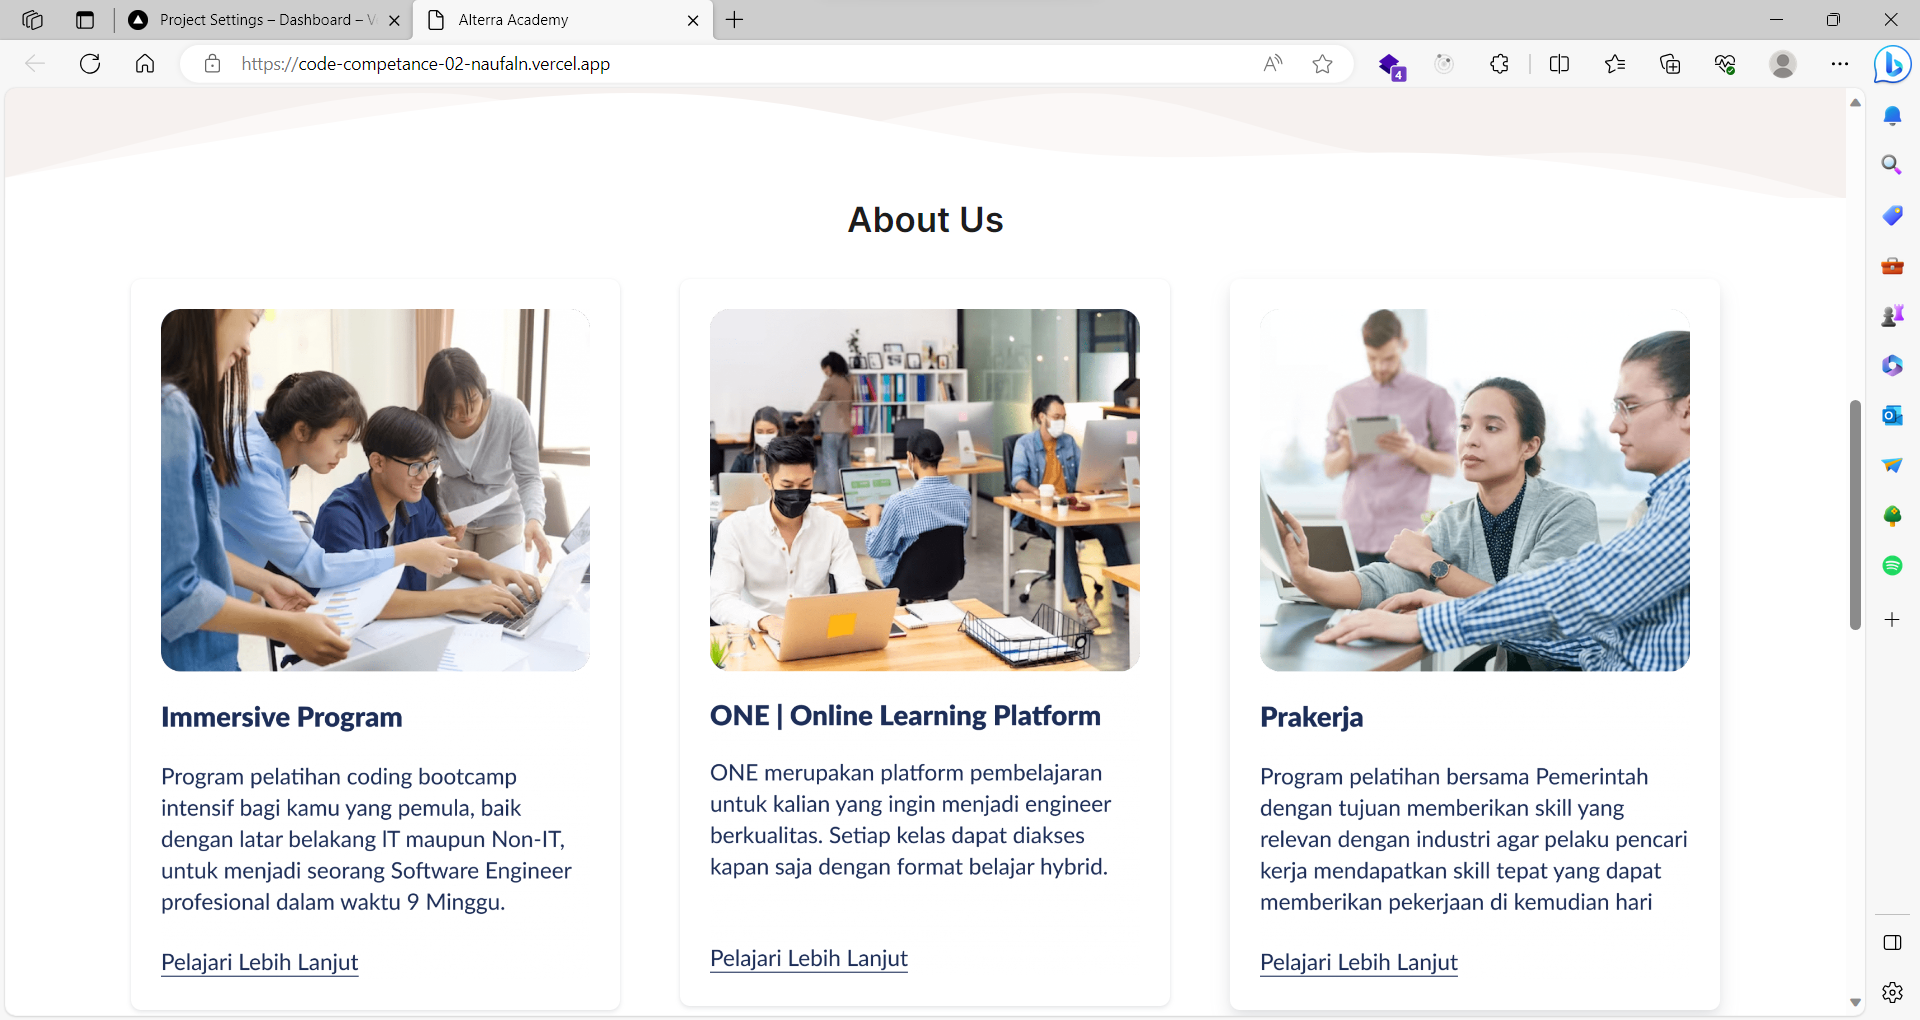 Project Settings – Dashboard – V
Alterra Academy
https://code-competance-02-naufaln.vercel.app
4
About Us
Immersive Program
Program pelatihan coding bootcamp
intensif bagi kamu yang pemula, baik
dengan latar belakang IT maupun Non-IT,
untuk menjadi seorang Software Engineer
profesional dalam waktu 9 Minggu.
Pelajari Lebih Lanjut
ONE | Online Learning Platform
ONE merupakan platform pembelajaran
untuk kalian yang ingin menjadi engineer
berkualitas. Setiap kelas dapat diakses
kapan saja dengan format belajar hybrid.
Pelajari Lebih Lanjut
Prakerja
Program pelatihan bersama Pemerintah
dengan tujuan memberikan skill yang
relevan dengan industri agar pelaku pencari
kerja mendapatkan skill tepat yang dapat
memberikan pekerjaan di kemudian hari
Pelajari Lebih Lanjut